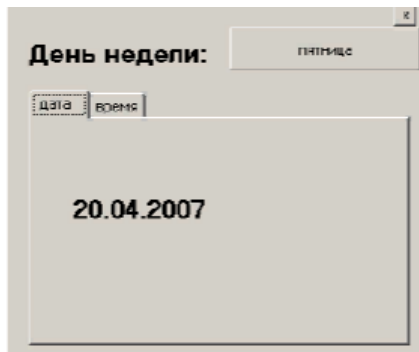 День недели:
пятница
дата время
20.04.2007